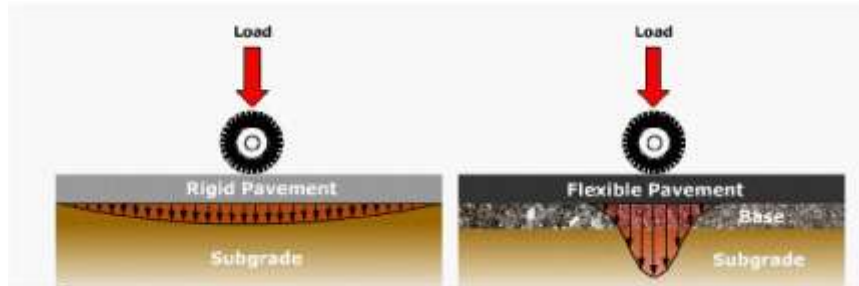 Load
Load
Rigid Pavement
Flexible Pavement
Base
Subgrade
Subgrade